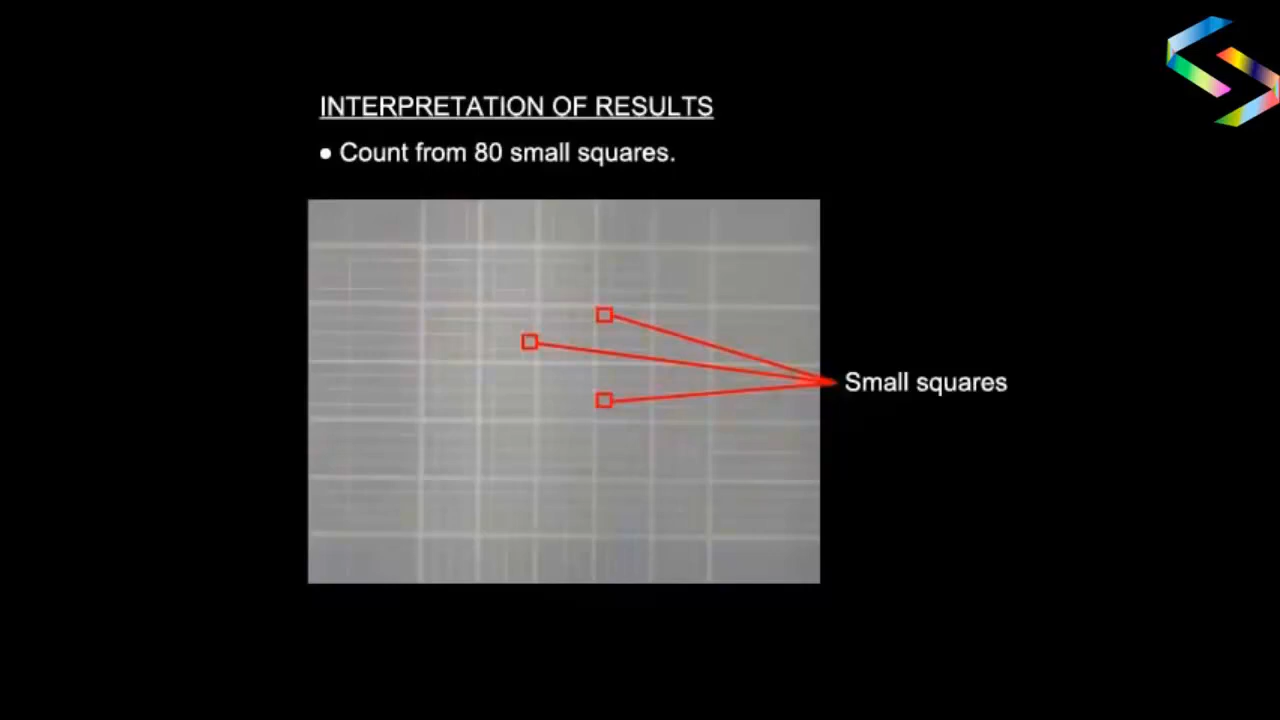 INTERPRETATION OF RESULTS
● Count from 80 small squares.
Small squares